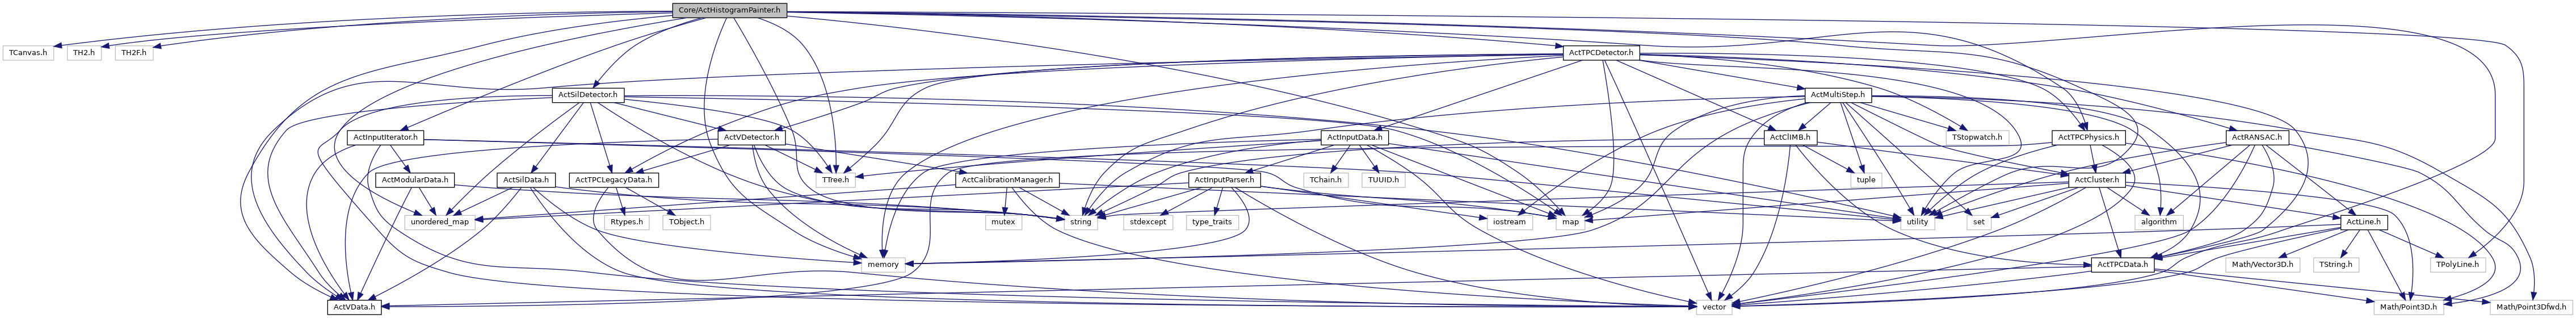 Core/ActHistogramPainter.h
TCanvas.h
TH2.h
TH2F.h
ActTPCDetector.h
ActSilDetector.h
ActMultiStep.h
ActInputIterator.h
ActVDetector.h
ActInputData.h
ActClIMB.h
TStopwatch.h
ActTPCPhysics.h
ActRANSAC.h
ActModularData.h
ActSilData.h
ActTPCLegacyData.h
TTree.h
ActCalibrationManager.h
ActInputParser.h
TChain.h
TUUID.h
tuple
ActCluster.h
unordered_map
Rtypes.h
TObject.h
string
mutex
stdexcept
type_traits
iostream
map
utility
set
algorithm
ActLine.h
memory
ActTPCData.h
Math/Vector3D.h
TString.h
TPolyLine.h
ActVData.h
vector
Math/Point3D.h
Math/Point3Dfwd.h